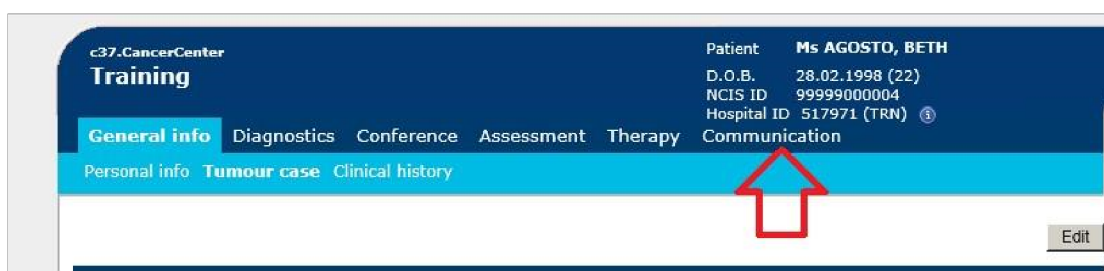 c37.CancerCenter
Training
Patient Ms AGOSTO, BETH
D.O.B. 28.02.1998 (22)
NCIS ID 99999000004
Hospital ID 517971 (TRN)
General info Diagnostics Conference Assessment Therapy Communication
Personal info Tumour case Clinical history
Edit